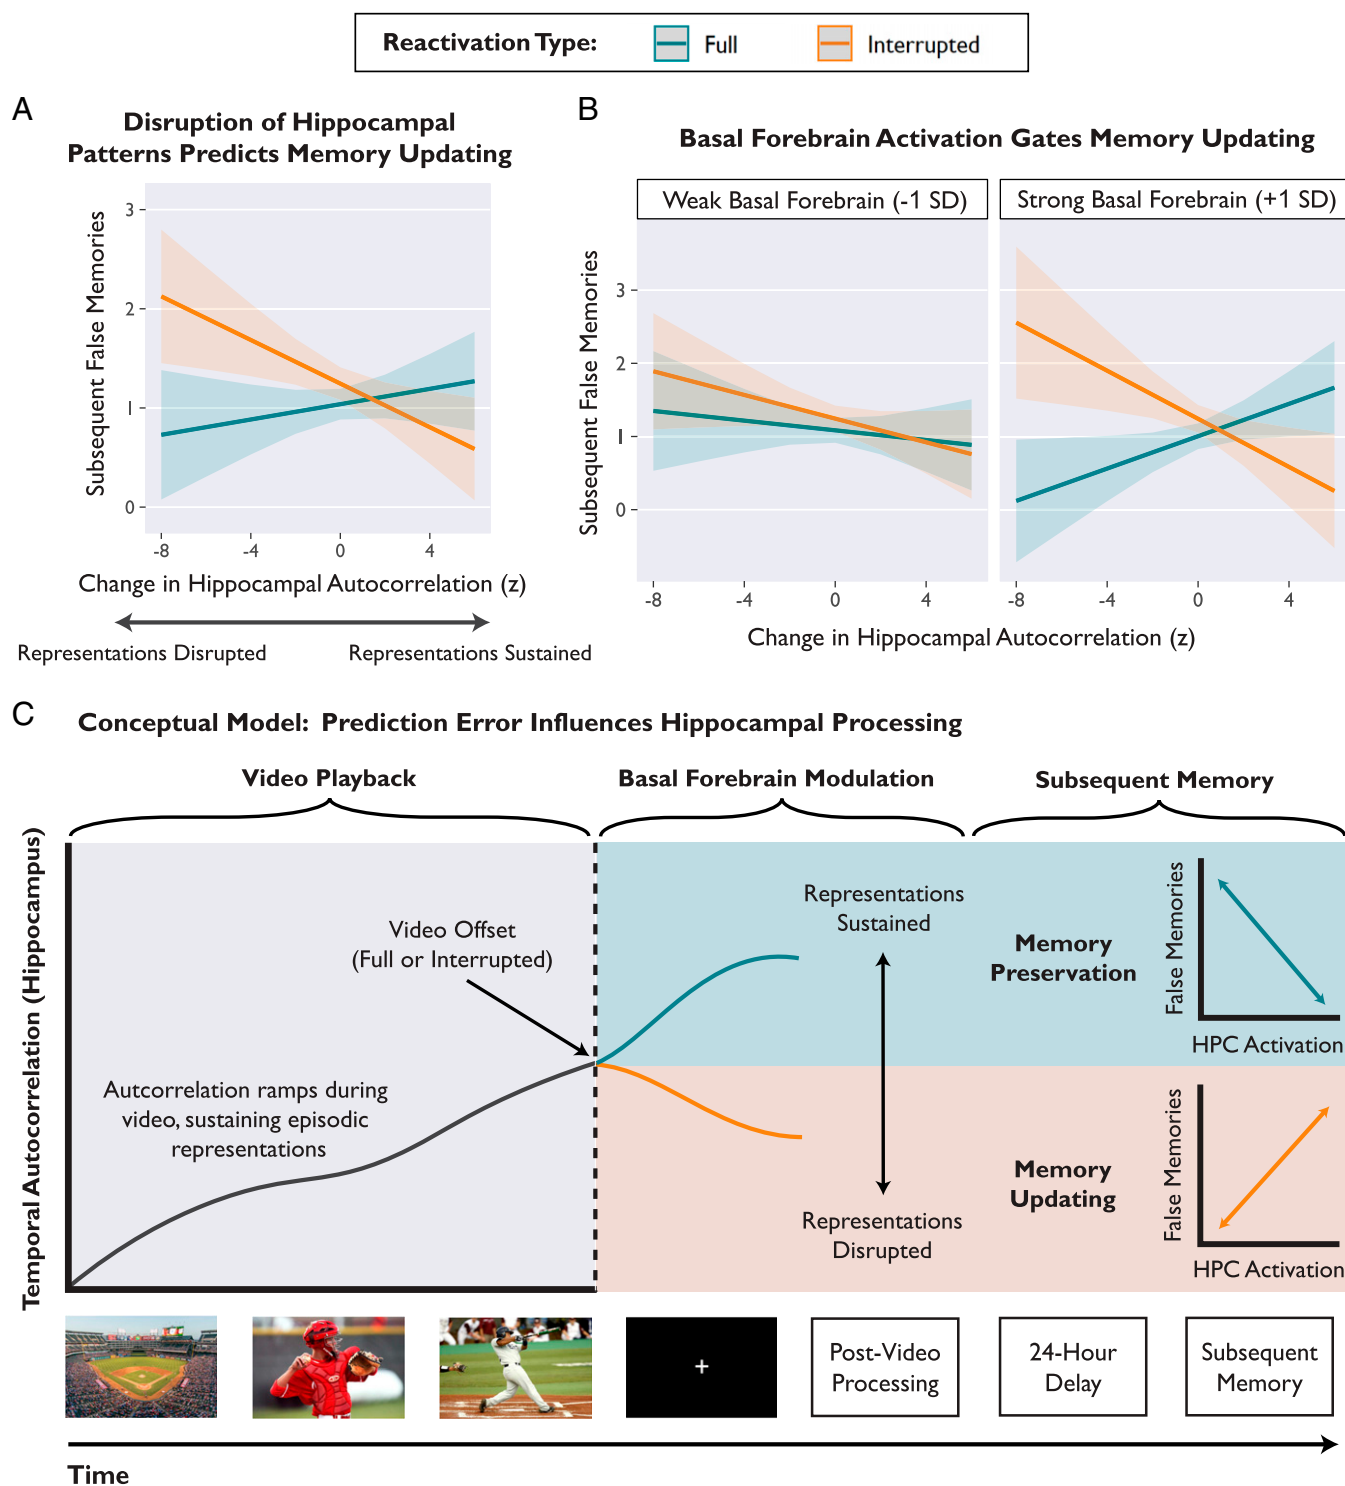 Reactivation Type: Full Interrupted
A
Disruption of Hippocampal
Patterns Predicts Memory Updating
Subsequent False Memories
3
2
1
0
-8 -4 0 4
Change in Hippocampal Autocorrelation (z)
Representations Disrupted Representations Sustained
B
Basal Forebrain Activation Gates Memory Updating
Weak Basal Forebrain (-1 SD) Strong Basal Forebrain (+1 SD)
Subsequent False Memories
3
2
1
0
-8 -4 0 4 -8 -4 0 4
Change in Hippocampal Autocorrelation (z)
C
Conceptual Model: Prediction Error Influences Hippocampal Processing
Video Playback Basal Forebrain Modulation Subsequent Memory
Temporal Autocorrelation (Hippocampus)
Video Offset
(Full or Interrupted)
Autcorrelation ramps during
video, sustaining episodic
representations
Representations
Sustained
Representations
Disrupted
Memory
Preservation
False Memories
HPC Activation
Memory
Updating
False Memories
HPC Activation
Post-Video
Processing
24-Hour
Delay
Subsequent
Memory
Time